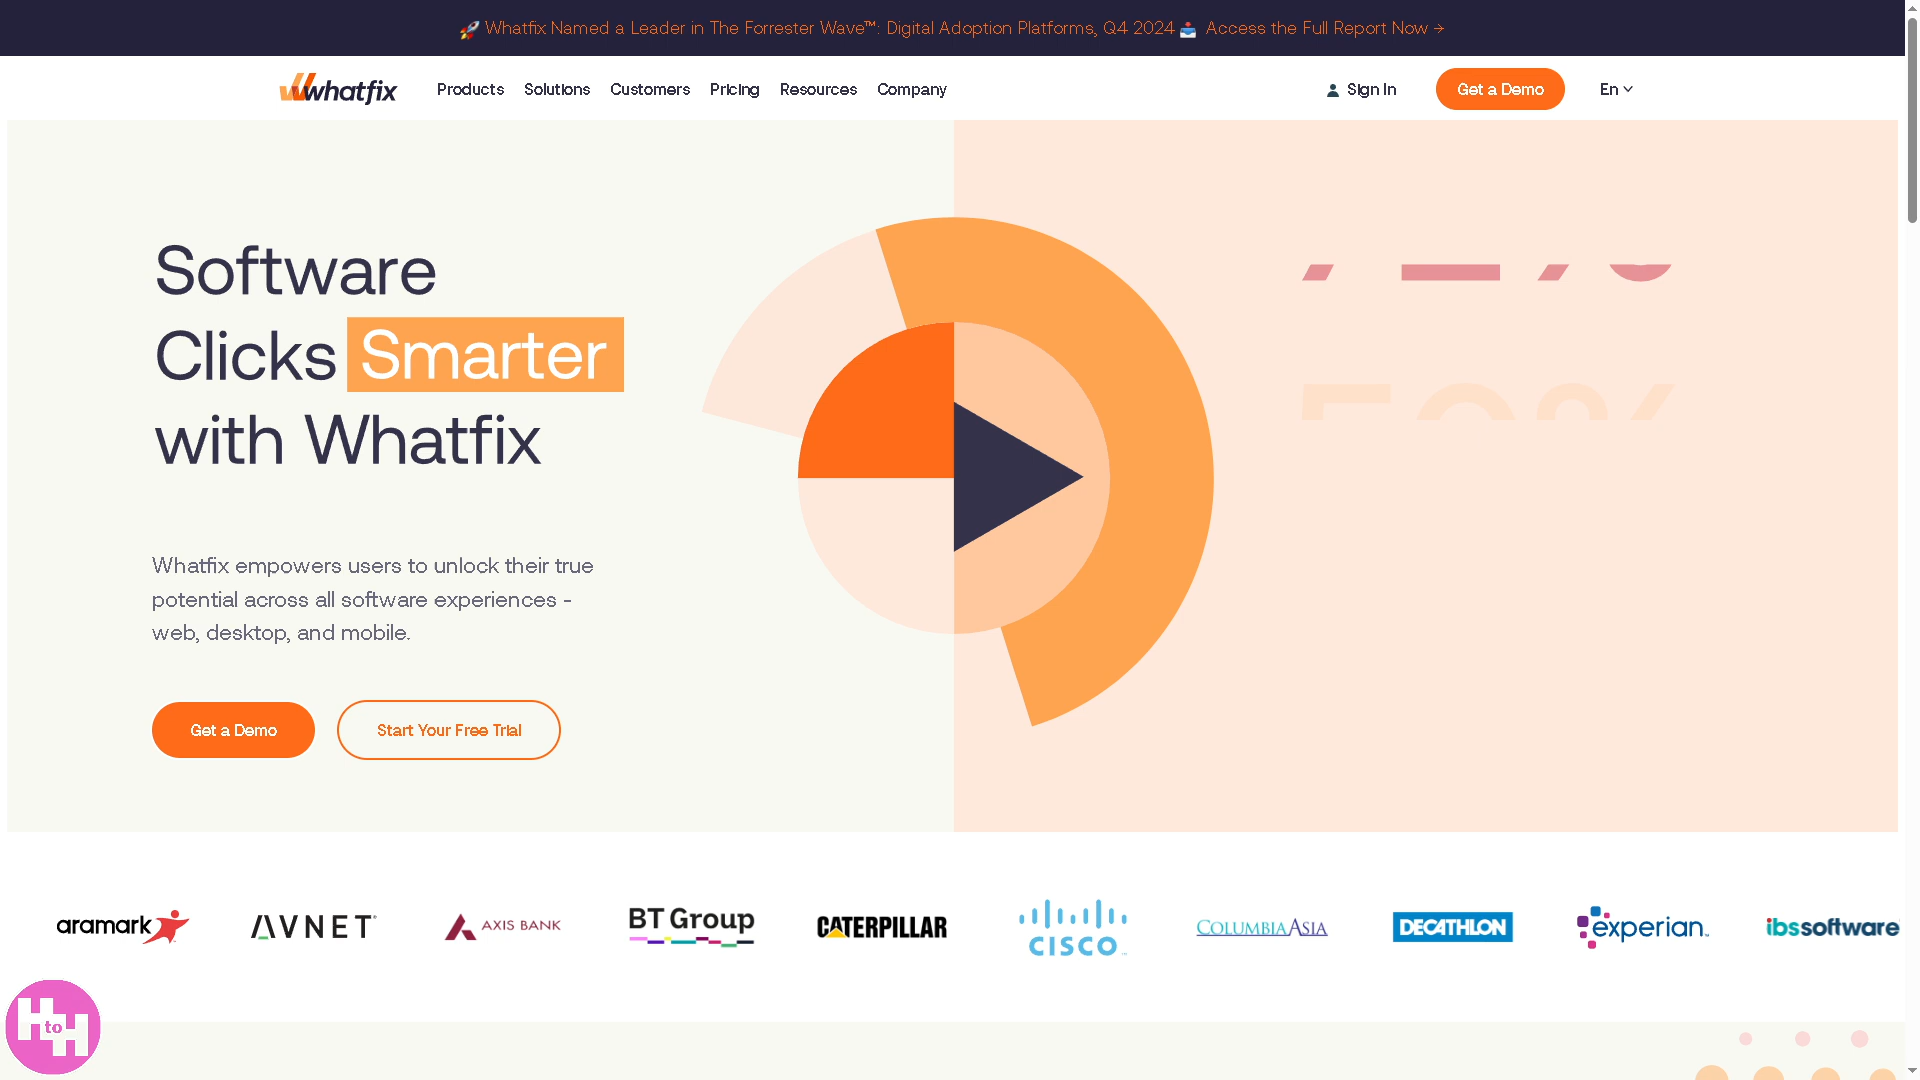 🚀 Whatfix Named a Leader in The Forrester Wave™: Digital Adoption Platforms, Q4 2024 📥 Access the Full Report Now →
whatfix Products Solutions Customers Pricing Resources Company Sign In Get a Demo En
Software
Clicks Smarter
with Whatfix
Whatfix empowers users to unlock their true
potential across all software experiences -
web, desktop, and mobile.
Get a Demo Start Your Free Trial
aramark AVNET AXIS BANK BT Group CATERPILLAR CISCO COLUMBIA ASIA DECATHLON experian ibssoftware
H to H